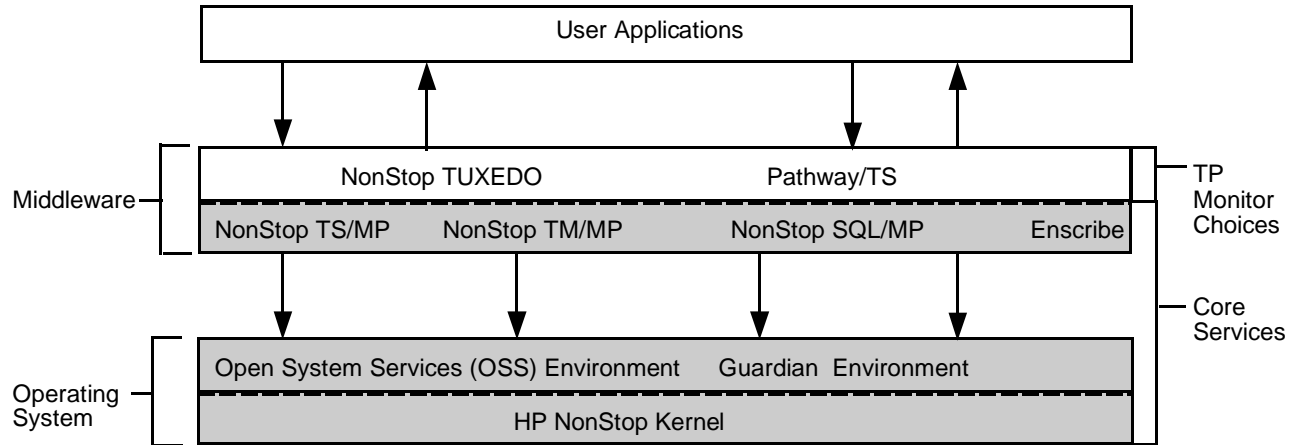 User Applications
NonStop TUXEDO Pathway/TS
Middleware
TP
Monitor
Choices
NonStop TS/MP NonStop TM/MP NonStop SQL/MP Enscribe
Core
Services
Open System Services (OSS) Environment Guardian Environment
Operating
System
HP NonStop Kernel